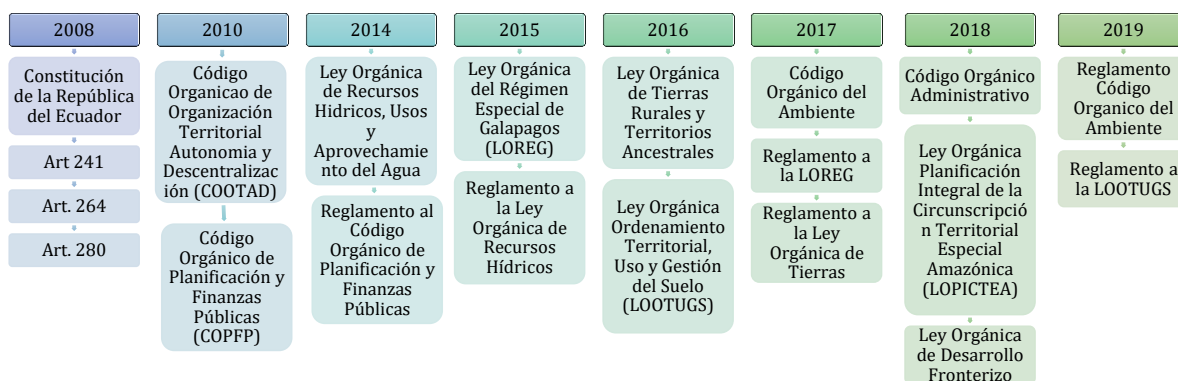 2008
Constitución
de la República
del Ecuador
Art 241
Art. 264
Art. 280
2010
Código
Organicao de
Organización
Territorial
Autonomia y
Descentralizac
ión (COOTAD)
Código
Orgánico de
Planificación y
Finanzas
Públicas
(COPFP)
2014
Ley Orgánica
de Recursos
Hidricos, Usos
y
Aprovechamie
nto del Agua
Reglamento al
Código
Orgánico de
Planificación y
Finanzas
Públicas
2015
Ley Orgánica
del Régimen
Especial de
Galapagos
(LOREG)
Reglamento a
la Ley
Orgánica de
Recursos
Hídricos
2016
Ley Orgánica
de Tierras
Rurales y
Territorios
Ancestrales
Ley Orgánica
Ordenamiento
Territorial,
Uso y Gestión
del Suelo
(LOOTUGS)
2017
Código
Orgánico del
Ambiente
Reglamento a
la LOREG
Reglamento a
la Ley
Orgánica de
Tierras
2018
Código Orgánico
Administrativo
Ley Orgánica
Planificación
Integral de la
Circunscripció
n Territorial
Especial
Amazónica
(LOPICTEA)
Ley Orgánica
de Desarrollo
Fronterizo
2019
Reglamento
Código
Organico del
Ambiente
Reglamento a
la LOOTUGS